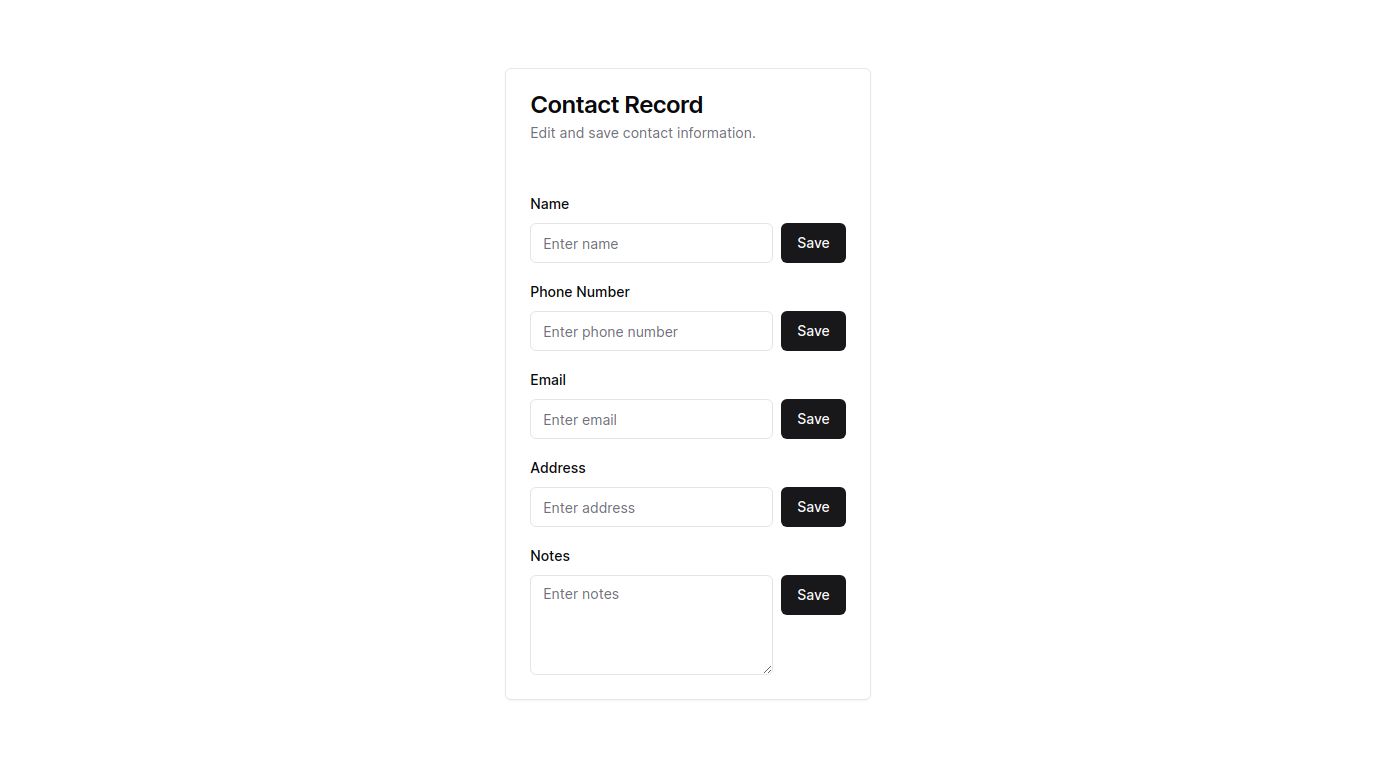 Contact Record
Edit and save contact information.
Name
Enter name
Save
Phone Number
Enter phone number
Save
Email
Enter email
Save
Address
Enter address
Save
Notes
Enter notes
Save